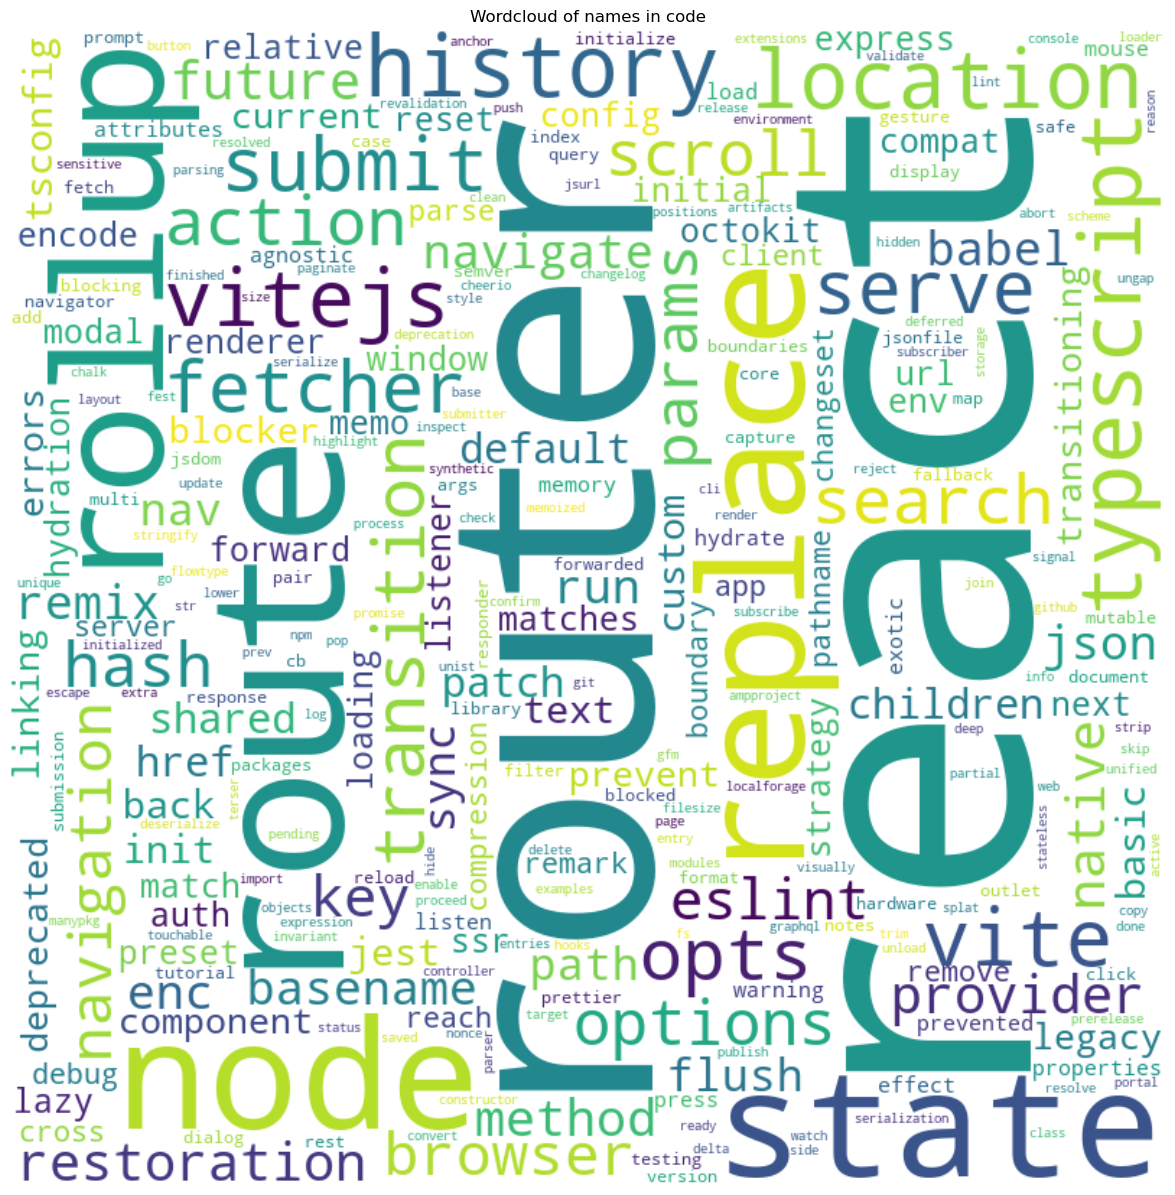 Wordcloud of names in code
prompt
button
relative
anchor
initialize
extensions
express
console
loader
mouse
validate
tsconfig
rollup
future
history
location
lint
load
revalidation
push
release
environment
gesture
safe
reason
attributes
current
reset
config
index
compat
resolved
case
query
sensitive
parsing
submit
scroll
display
fetch
jsurl
initial
clean
positions
artifacts
abort
scheme
action
parse
octokit
hidden
babel
encode
agnostic
navigate
client
finished
paginate
semver
changelog
cheerio
blocking
vitejs
size
style
serve
ungap
navigator
add
modal
renderer
deprecation
params
deferred
jsonfile
window
boundaries
subscriber
storage
serialize
chalk
fetcher
base
core
url
env
map
layout
fest
submitter
inspect
errors
hydration
blocker
memo
highlight
default
capture
changeset
transitioning
typescript
jsdom
synthetic
args
memory
reject
fallback
update
multi
nav
cli
search
stringify
process
check
memoized
custom
render
hydrate
forward
listener
forwarded
signal
unique
go
flowtype
pair
run
app
pathname
join
remix
str
lower
promise
confirm
matches
subscribe
exotic
github
mutable
server
npm
pop
responder
initialized
prev
cb
json
hash
unist
git
boundary
info
document
linking
escape
extra
response
loading
patch
library
text
ampproject
children
next
shared
log
transition
deep
strip
router
route
replace
react
navigation
href
packages
sync
compression
filter
gfm
prevent
partial
skip
unified
localforage
strategy
native
submission
back
terser
blocked
filesize
web
deserialize
page
pending
entry
delete
init
hide
remark
modules
visually
stateless
basic
active
match
import
reload
enable
examples
format
outlet
deprecated
auth
objects
key
proceed
eslint
hardware
splat
copy
manypkg
expression
listen
fs
graphql
notes
touchable
invariant
ssr
entries
hooks
trim
done
preset
jest
path
opts
unload
vite
tutorial
controller
remove
click
enc
basename
prettier
warning
provider
component
status
reach
target
options
prevented
prerelease
node
saved
nonce
parser
publish
legacy
debug
flush
effect
properties
resolve
portal
lazy
constructor
method
press
state
serialization
cross
dialog
rest
convert
ready
watch
class
restoration
browser
testing
delta
side
version